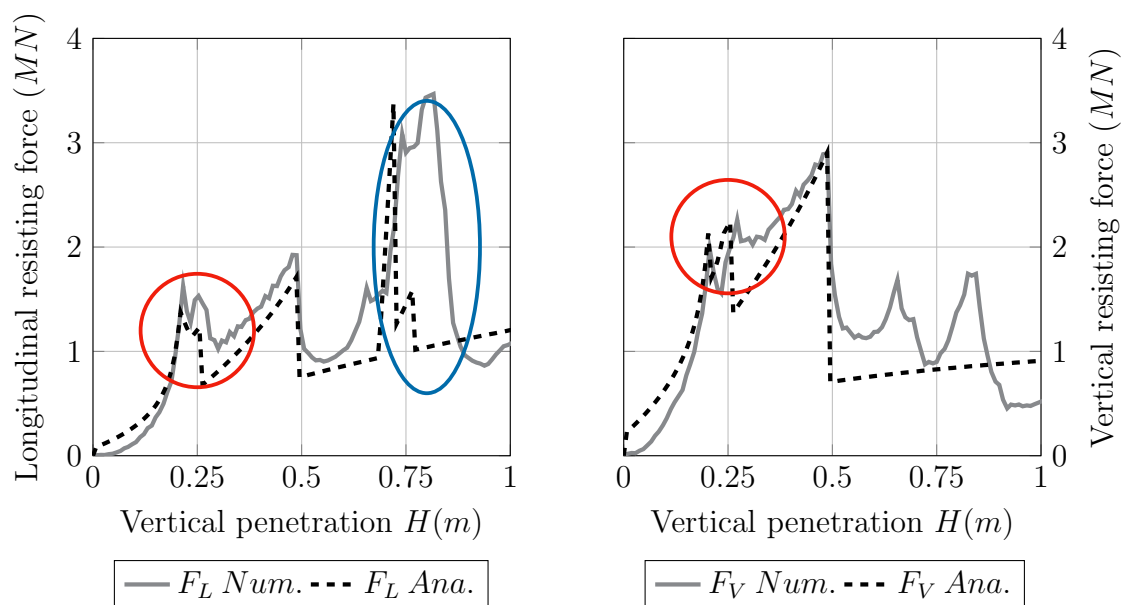 Longitudinal resisting force (MN)
4
3
2
1
0
0 0.25 0.5 0.75 1
Vertical penetration H(m)
F_L Num. F_L Ana.
4
3
2
1
0
Vertical resisting force (MN)
0 0.25 0.5 0.75 1
Vertical penetration H(m)
F_V Num. F_V Ana.